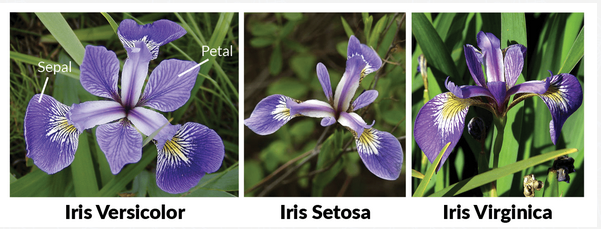 Sepal
Petal
Iris Versicolor
Iris Setosa
Iris Virginica